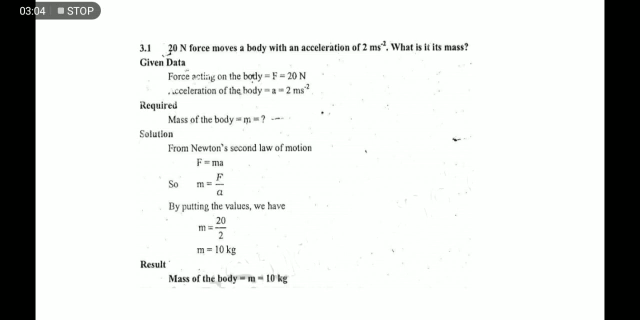 03:04 STOP
3.1 20 N force moves a body with an acceleration of 2 ms⁻². What is it its mass?
Given Data
Force acting on the body = F = 20 N
Acceleration of the body = a = 2 ms⁻²
Required
Mass of the body = m = ?
Solution
From Newton's second law of motion
F = ma
So m = F/a
By putting the values, we have
m = 20/2
m = 10 kg
Result
Mass of the body = m = 10 kg